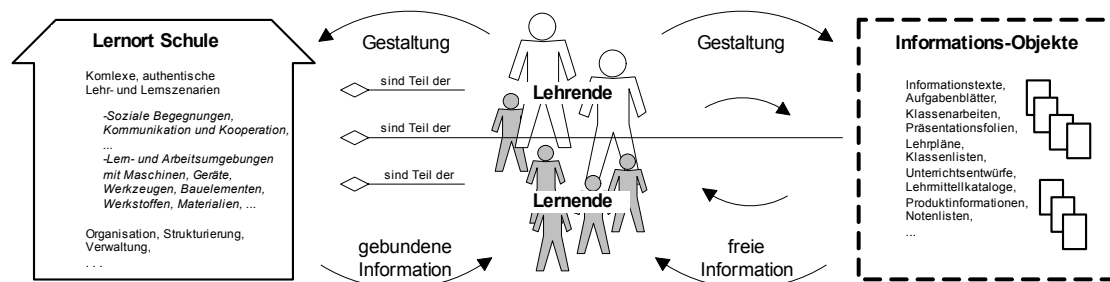 Lernort Schule
Komlexe, authentische
Lehr- und Lernszenarien
-Soziale Begegnungen,
Kommunikation und Kooperation,
...
-Lern- und Arbeitsumgebungen
mit Maschinen, Geräte,
Werkzeugen, Bauelementen,
Werkstoffen, Materialien, ...
Organisation, Strukturierung,
Verwaltung,
. . .
Gestaltung
sind Teil der
sind Teil der
sind Teil der
gebundene
Information
Lehrende
Lernende
Gestaltung
freie
Information
Informations-Objekte
Informationstexte,
Aufgabenblätter,
Klassenarbeiten,
Präsentationsfolien,
Lehrpläne,
Klassenlisten,
Unterrichtsentwürfe,
Lehrmittelkataloge,
Produktinformationen,
Notenlisten,
...